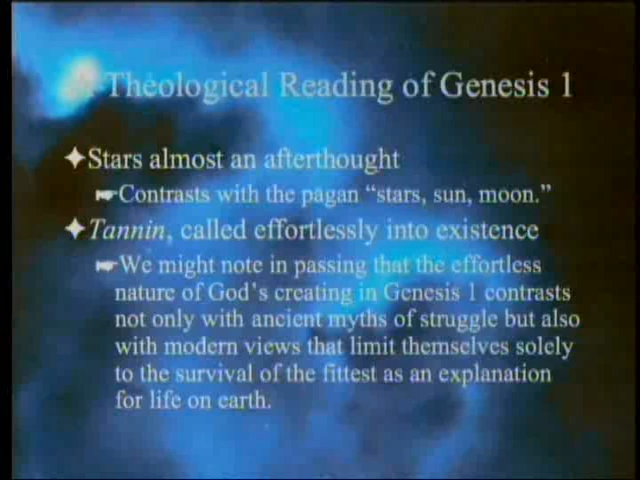 A Theological Reading of Genesis 1
Stars almost an afterthought
Contrasts with the pagan “stars, sun, moon.”
Tannin, called effortlessly into existence
We might note in passing that the effortless
nature of God’s creating in Genesis 1 contrasts
not only with ancient myths of struggle but also
with modern views that limit themselves solely
to the survival of the fittest as an explanation
for life on earth.